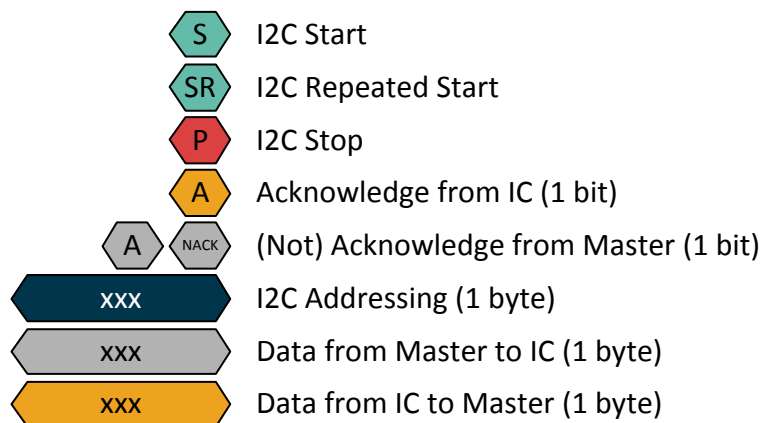 S I2C Start
SR I2C Repeated Start
P I2C Stop
A Acknowledge from IC (1 bit)
A NACK (Not) Acknowledge from Master (1 bit)
xxx I2C Addressing (1 byte)
xxx Data from Master to IC (1 byte)
xxx Data from IC to Master (1 byte)